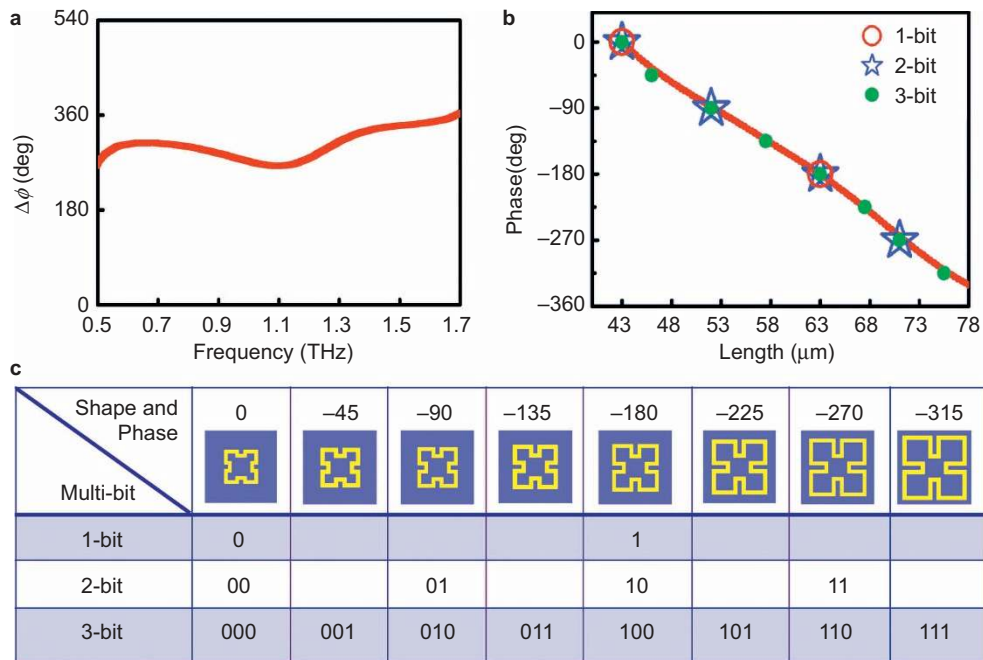 a
540
360
180
0
Δϕ (deg)
0.5 0.7 0.9 1.1 1.3 1.5 1.7
Frequency (THz)
b
0
–90
–180
–270
–360
Phase(deg)
1-bit
2-bit
3-bit
43 48 53 58 63 68 73 78
Length (μm)
c
Shape and
Phase
Multi-bit
0 –45 –90 –135 –180 –225 –270 –315
1-bit 0 1
2-bit 00 01 10 11
3-bit 000 001 010 011 100 101 110 111